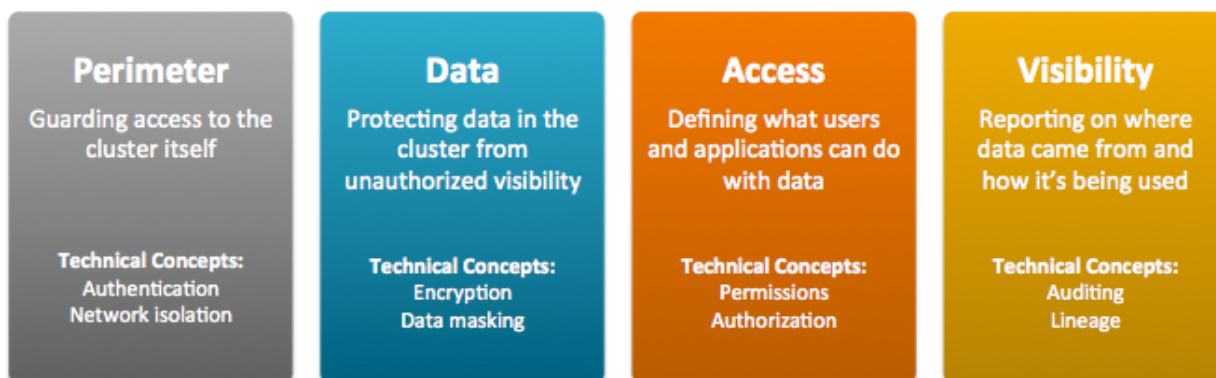 Perimeter
Guarding access to the
cluster itself
Technical Concepts:
Authentication
Network isolation
Data
Protecting data in the
cluster from
unauthorized visibility
Technical Concepts:
Encryption
Data masking
Access
Defining what users
and applications can do
with data
Technical Concepts:
Permissions
Authorization
Visibility
Reporting on where
data came from and
how it’s being used
Technical Concepts:
Auditing
Lineage